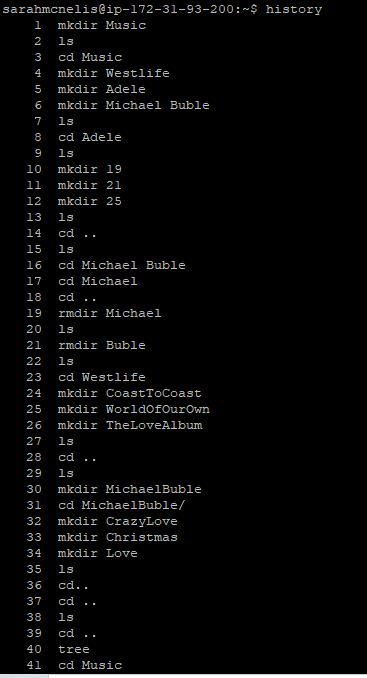 sarahmcnelis@ip-172-31-93-200:~$ history
1 mkdir Music
2 ls
3 cd Music
4 mkdir Westlife
5 mkdir Adele
6 mkdir Michael Buble
7 ls
8 cd Adele
9 ls
10 mkdir 19
11 mkdir 21
12 mkdir 25
13 ls
14 cd ..
15 ls
16 cd Michael Buble
17 cd Michael
18 cd ..
19 rmdir Michael
20 ls
21 rmdir Buble
22 ls
23 cd Westlife
24 mkdir CoastToCoast
25 mkdir WorldOfOurOwn
26 mkdir TheLoveAlbum
27 ls
28 cd ..
29 ls
30 mkdir MichaelBuble
31 cd MichaelBuble/
32 mkdir CrazyLove
33 mkdir Christmas
34 mkdir Love
35 ls
36 cd..
37 cd ..
38 ls
39 cd ..
40 tree
41 cd Music